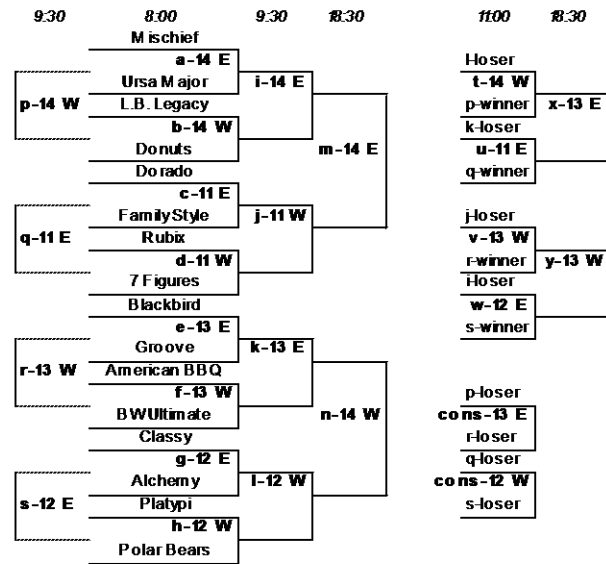 9:30 8:00 9:30 18:30 11:00 18:30
Mischief
a-14 E l-loser
Ursa Major i-14 E t-14 W
p-14 W L.B. Legacy p-winner x-13 E
b-14 W k-loser
Donuts m-14 E u-11 E
Dorado q-winner
c-11 E
FamilyStyle j-11 W j-loser
q-11 E Rubix v-13 W
d-11 W r-winner y-13 W
7 Figures i-loser
Blackbird w-12 E
e-13 E s-winner
Groove k-13 E
r-13 W American BBQ
f-13 W p-loser
BWUltimate n-14 W cons-13 E
Classy r-loser
g-12 E q-loser
Alchemy l-12 W cons-12 W
s-12 E Platypi s-loser
h-12 W
Polar Bears